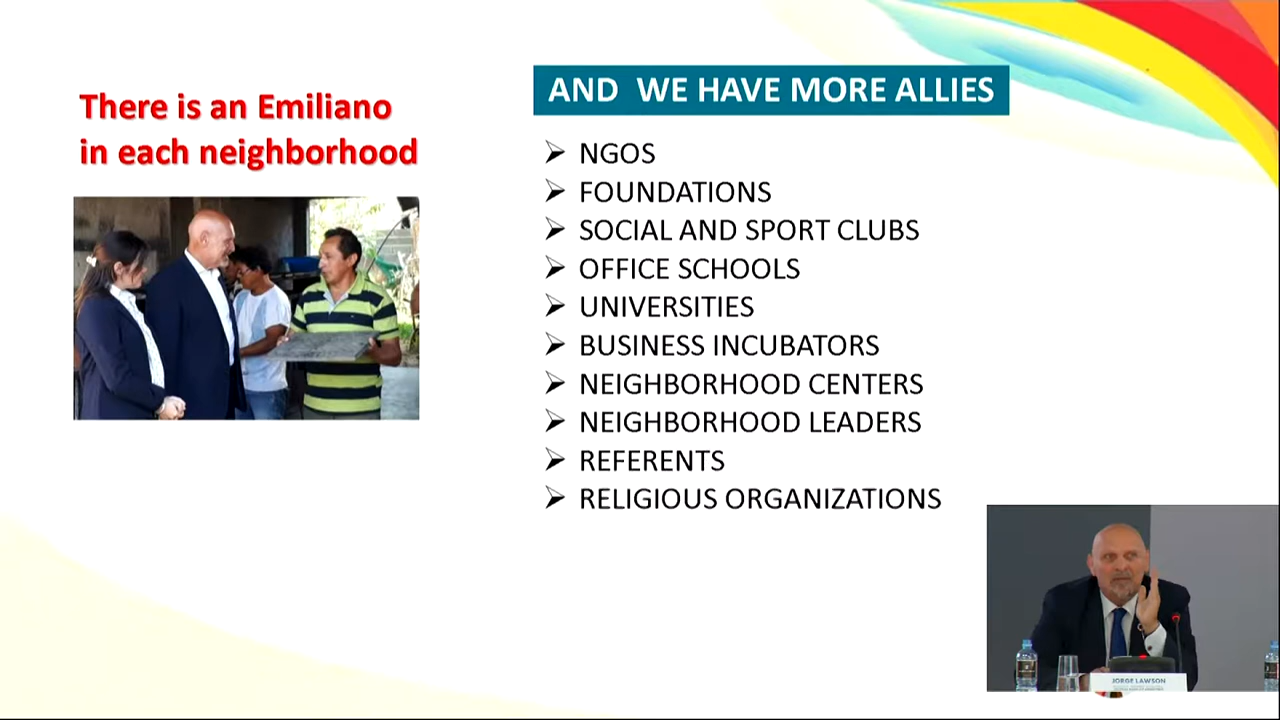 There is an Emiliano
in each neighborhood
AND WE HAVE MORE ALLIES
NGOS
FOUNDATIONS
SOCIAL AND SPORT CLUBS
OFFICE SCHOOLS
UNIVERSITIES
BUSINESS INCUBATORS
NEIGHBORHOOD CENTERS
NEIGHBORHOOD LEADERS
REFERENTS
RELIGIOUS ORGANIZATIONS
JORGE LAWSON